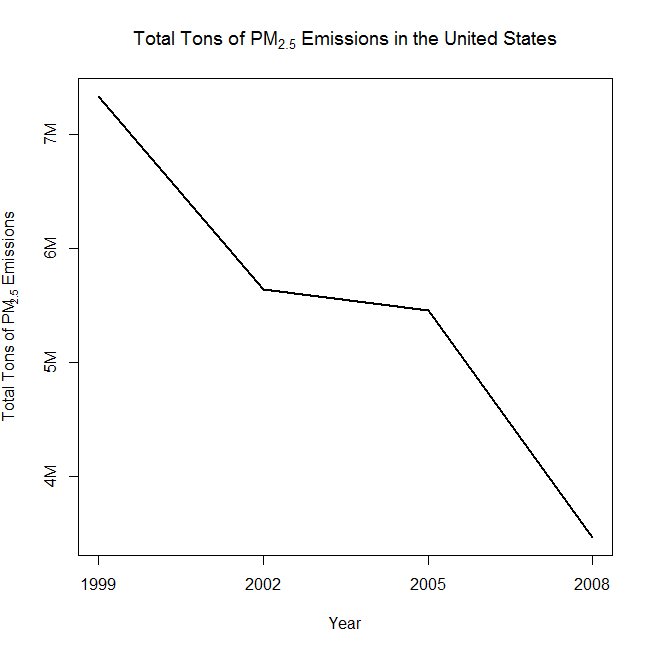 Total Tons of PM2.5 Emissions in the United States
Total Tons of PM2.5 Emissions
7M
6M
5M
4M
1999 2002 2005 2008
Year